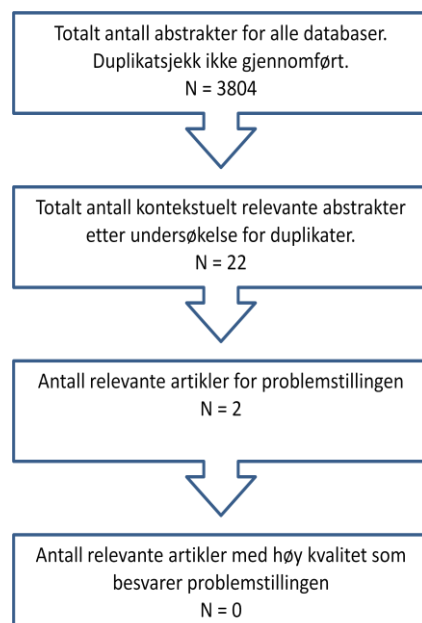 Totalt antall abstrakter for alle databaser.
Duplikatsjekk ikke gjennomført.
N = 3804
Totalt antall kontekstuelt relevante abstrakter
etter undersøkelse for duplikater.
N = 22
Antall relevante artikler for problemstillingen
N = 2
Antall relevante artikler med høy kvalitet som
besvarer problemstillingen
N = 0